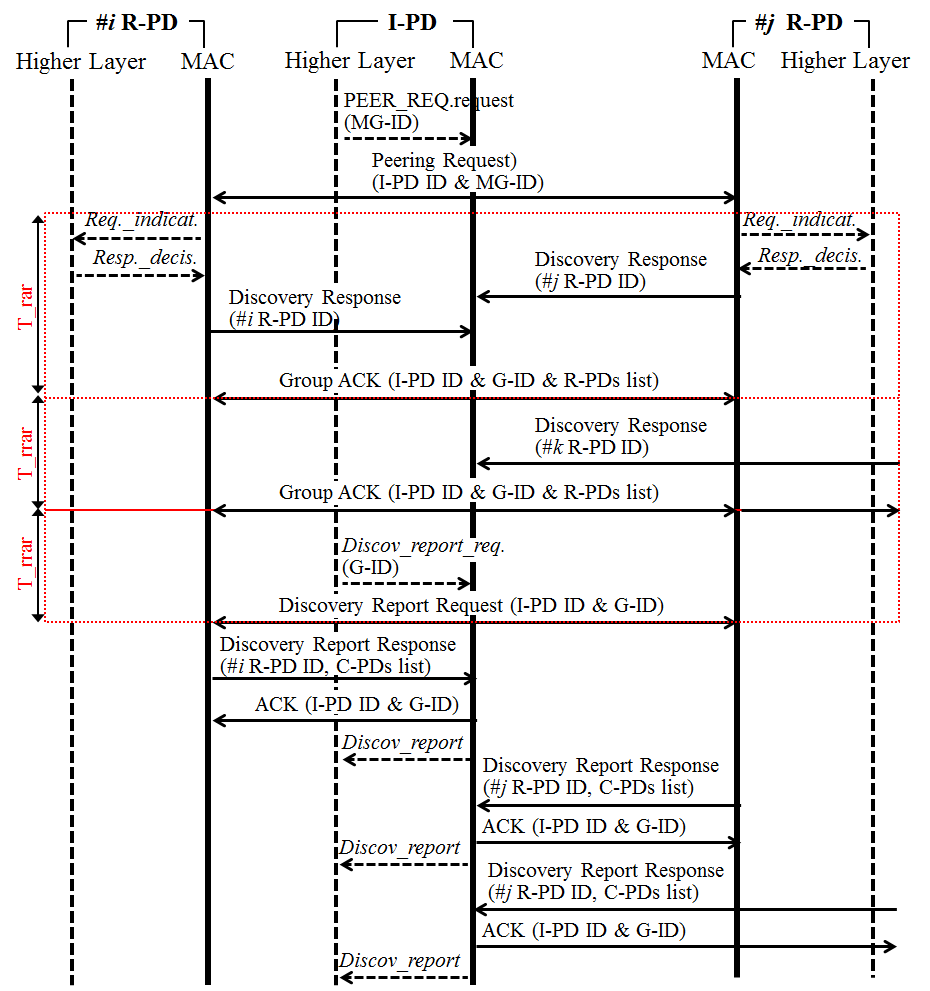 #i R-PD
I-PD
#j R-PD
Higher Layer
MAC
Higher Layer
MAC
MAC
Higher Layer
PEER_REQ.request
(MG-ID)
Peering Request)
(I-PD ID & MG-ID)
Req._indicat.
Req._indicat.
Resp._decis.
Resp._decis.
Discovery Response
(#j R-PD ID)
Discovery Response
(#i R-PD ID)
T_rar
Group ACK (I-PD ID & G-ID & R-PDs list)
Discovery Response
(#k R-PD ID)
T_rrar
Group ACK (I-PD ID & G-ID & R-PDs list)
Discov_report_req.
(G-ID)
T_rrar
Discovery Report Request (I-PD ID & G-ID)
Discovery Report Response
(#i R-PD ID, C-PDs list)
ACK (I-PD ID & G-ID)
Discov_report
Discovery Report Response
(#j R-PD ID, C-PDs list)
ACK (I-PD ID & G-ID)
Discov_report
Discovery Report Response
(#j R-PD ID, C-PDs list)
ACK (I-PD ID & G-ID)
Discov_report